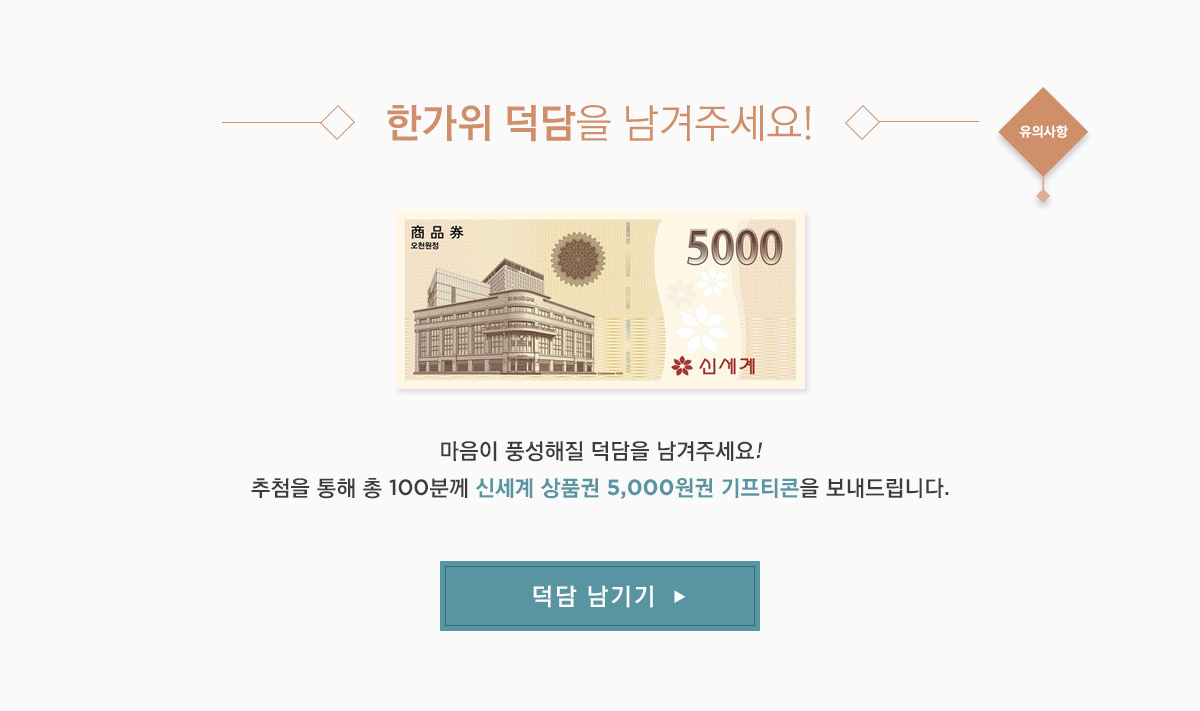 한가위 덕담을 남겨주세요!
유의사항
商品券
오천원정
5000
신세계
마음이 풍성해질 덕담을 남겨주세요!
추첨을 통해 총 100분께 신세계 상품권 5,000원권 기프티콘을 보내드립니다.
덕담 남기기 ▶